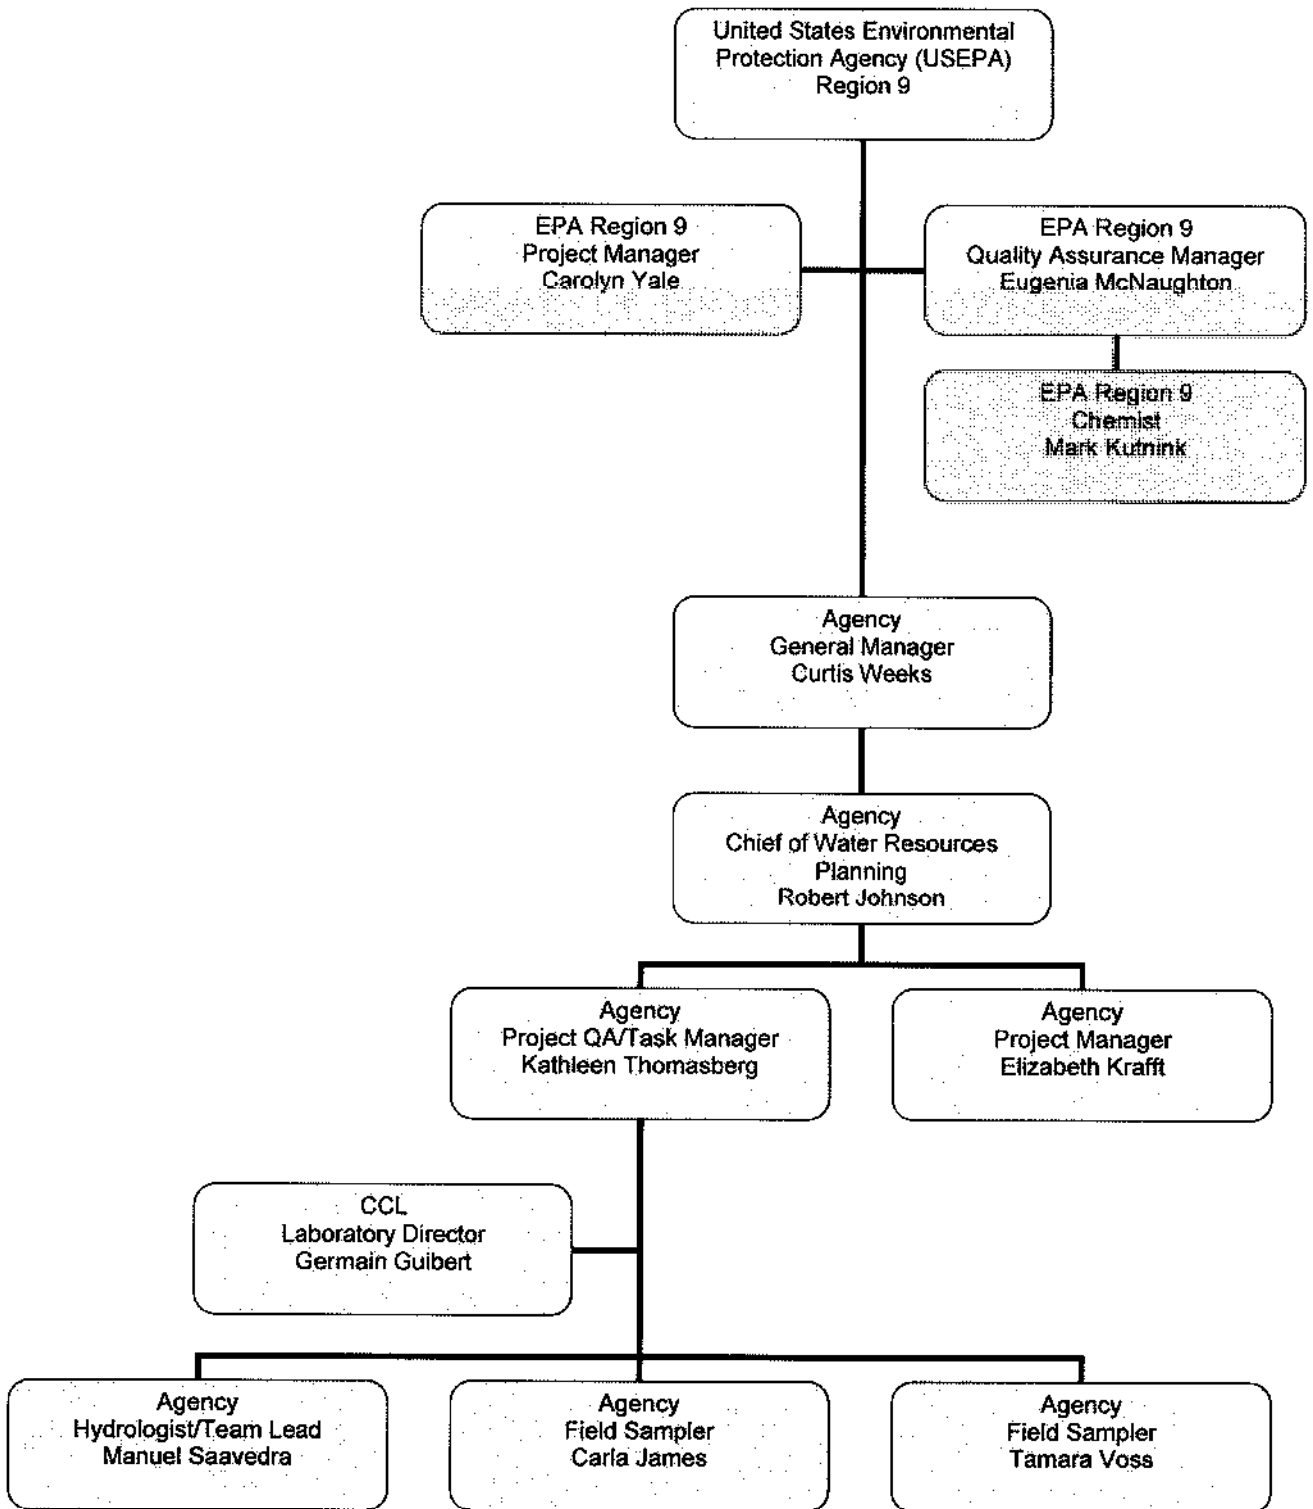 United States Environmental
Protection Agency (USEPA)
Region 9
EPA Region 9
Project Manager
Carolyn Yale
EPA Region 9
Quality Assurance Manager
Eugenia McNaughton
EPA Region 9
Chemist
Mark Kutnink
Agency
General Manager
Curtis Weeks
Agency
Chief of Water Resources
Planning
Robert Johnson
Agency
Project QA/Task Manager
Kathleen Thomasberg
Agency
Project Manager
Elizabeth Krafft
CCL
Laboratory Director
Germain Guibert
Agency
Hydrologist/Team Lead
Manuel Saavedra
Agency
Field Sampler
Carla James
Agency
Field Sampler
Tamara Voss